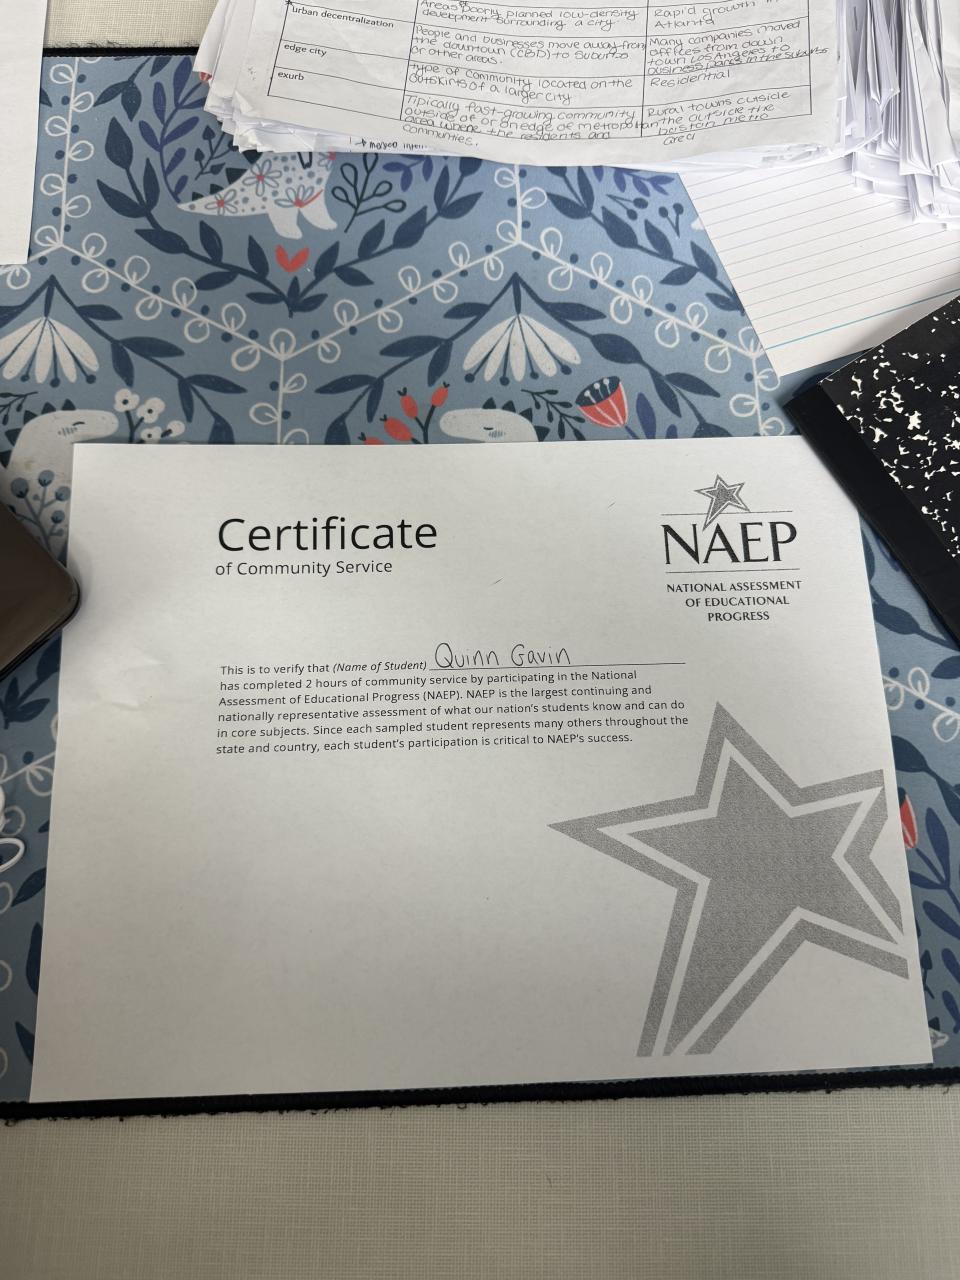 Areas poorly planned low-density
development surrounding a city.
Rapid growth in
Atlanta
urban decentralization
People and businesses move away from
the downtown (CBD) to suburbs
or other areas.
Many companies moved
offices from down
town Los Angeles to
business parks in the suburbs
edge city
type of community located on the
outskirts of a larger city
Residential
exurb
Tipically fast-growing community
outside of or on edge of metropolitan
area where the residents and
communties.
Rural towns outside
the outside the
boston metro
area
Certificate
of Community Service
NAEP
NATIONAL ASSESSMENT
OF EDUCATIONAL
PROGRESS
This is to verify that (Name of Student) Quinn Gavin
has completed 2 hours of community service by participating in the National
Assessment of Educational Progress (NAEP). NAEP is the largest continuing and
nationally representative assessment of what our nation's students know and can do
in core subjects. Since each sampled student represents many others throughout the
state and country, each student's participation is critical to NAEP's success.